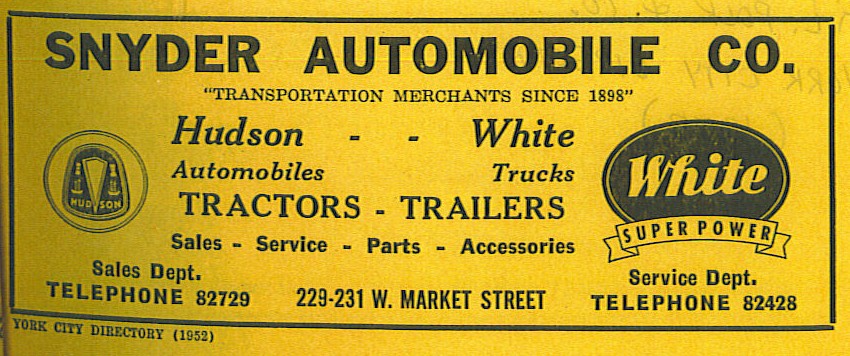 SNYDER AUTOMOBILE CO.
"TRANSPORTATION MERCHANTS SINCE 1898"
Hudson - - White
Automobiles Trucks
TRACTORS - TRAILERS
Sales - Service - Parts - Accessories
HUDSON
White
SUPER POWER
Sales Dept.
TELEPHONE 82729
229-231 W. MARKET STREET
Service Dept.
TELEPHONE 82428
YORK CITY DIRECTORY (1952)